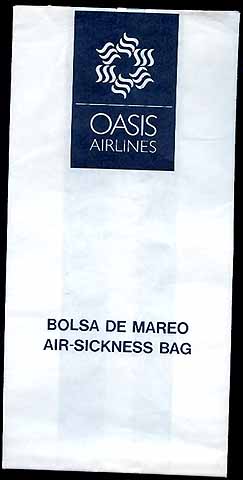 OASIS
AIRLINES
BOLSA DE MAREO
AIR-SICKNESS BAG